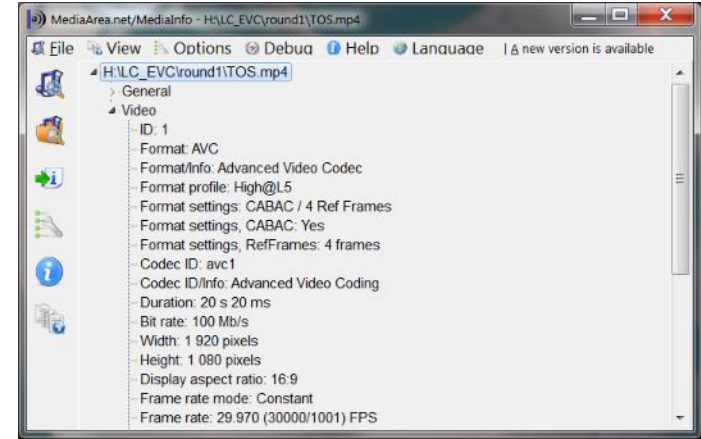 MediaArea.net/MediaInfo - H:\LC_EVC\round1\TOS.mp4
File View Options Debug Help Language | A new version is available
H:\LC_EVC\round1\TOS.mp4
General
Video
ID: 1
Format: AVC
Format/Info: Advanced Video Codec
Format profile: High@L5
Format settings: CABAC / 4 Ref Frames
Format settings, CABAC: Yes
Format settings, RefFrames: 4 frames
Codec ID: avc1
Codec ID/Info: Advanced Video Coding
Duration: 20 s 20 ms
Bit rate: 100 Mb/s
Width: 1 920 pixels
Height: 1 080 pixels
Display aspect ratio: 16:9
Frame rate mode: Constant
Frame rate: 29.970 (30000/1001) FPS